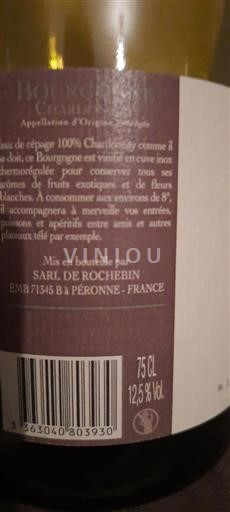 BOURGOGNE
CHARDONNAY
Appellation d'Origine Protégée
Issu de cépage 100% Chardonnay comme il
se doit, ce Bourgogne est vinifié en cuve inox
thermorégulée pour conserver tous ses
arômes de fruits exotiques et de fleurs
blanches. À consommer aux environs de 8°,
il accompagnera à merveille vos entrées,
poissons et apéritifs entre amis et autres
plateaux télé par exemple.
VINIOU
Mis en bouteille par
SARL DE ROCHEBIN
EMB 71345 B à PÉRONNE - FRANCE
75 CL
12,5 % Vol.
3 363040 803930